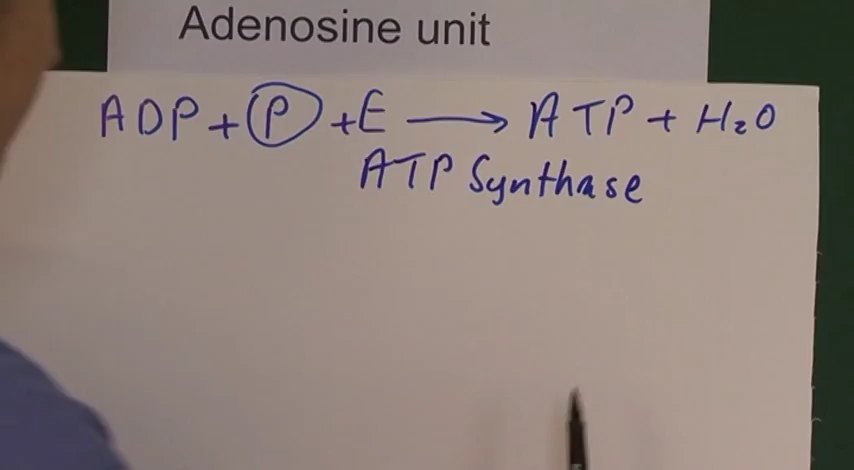 Adenosine unit
ADP + P + E → ATP + H₂O
ATP Synthase